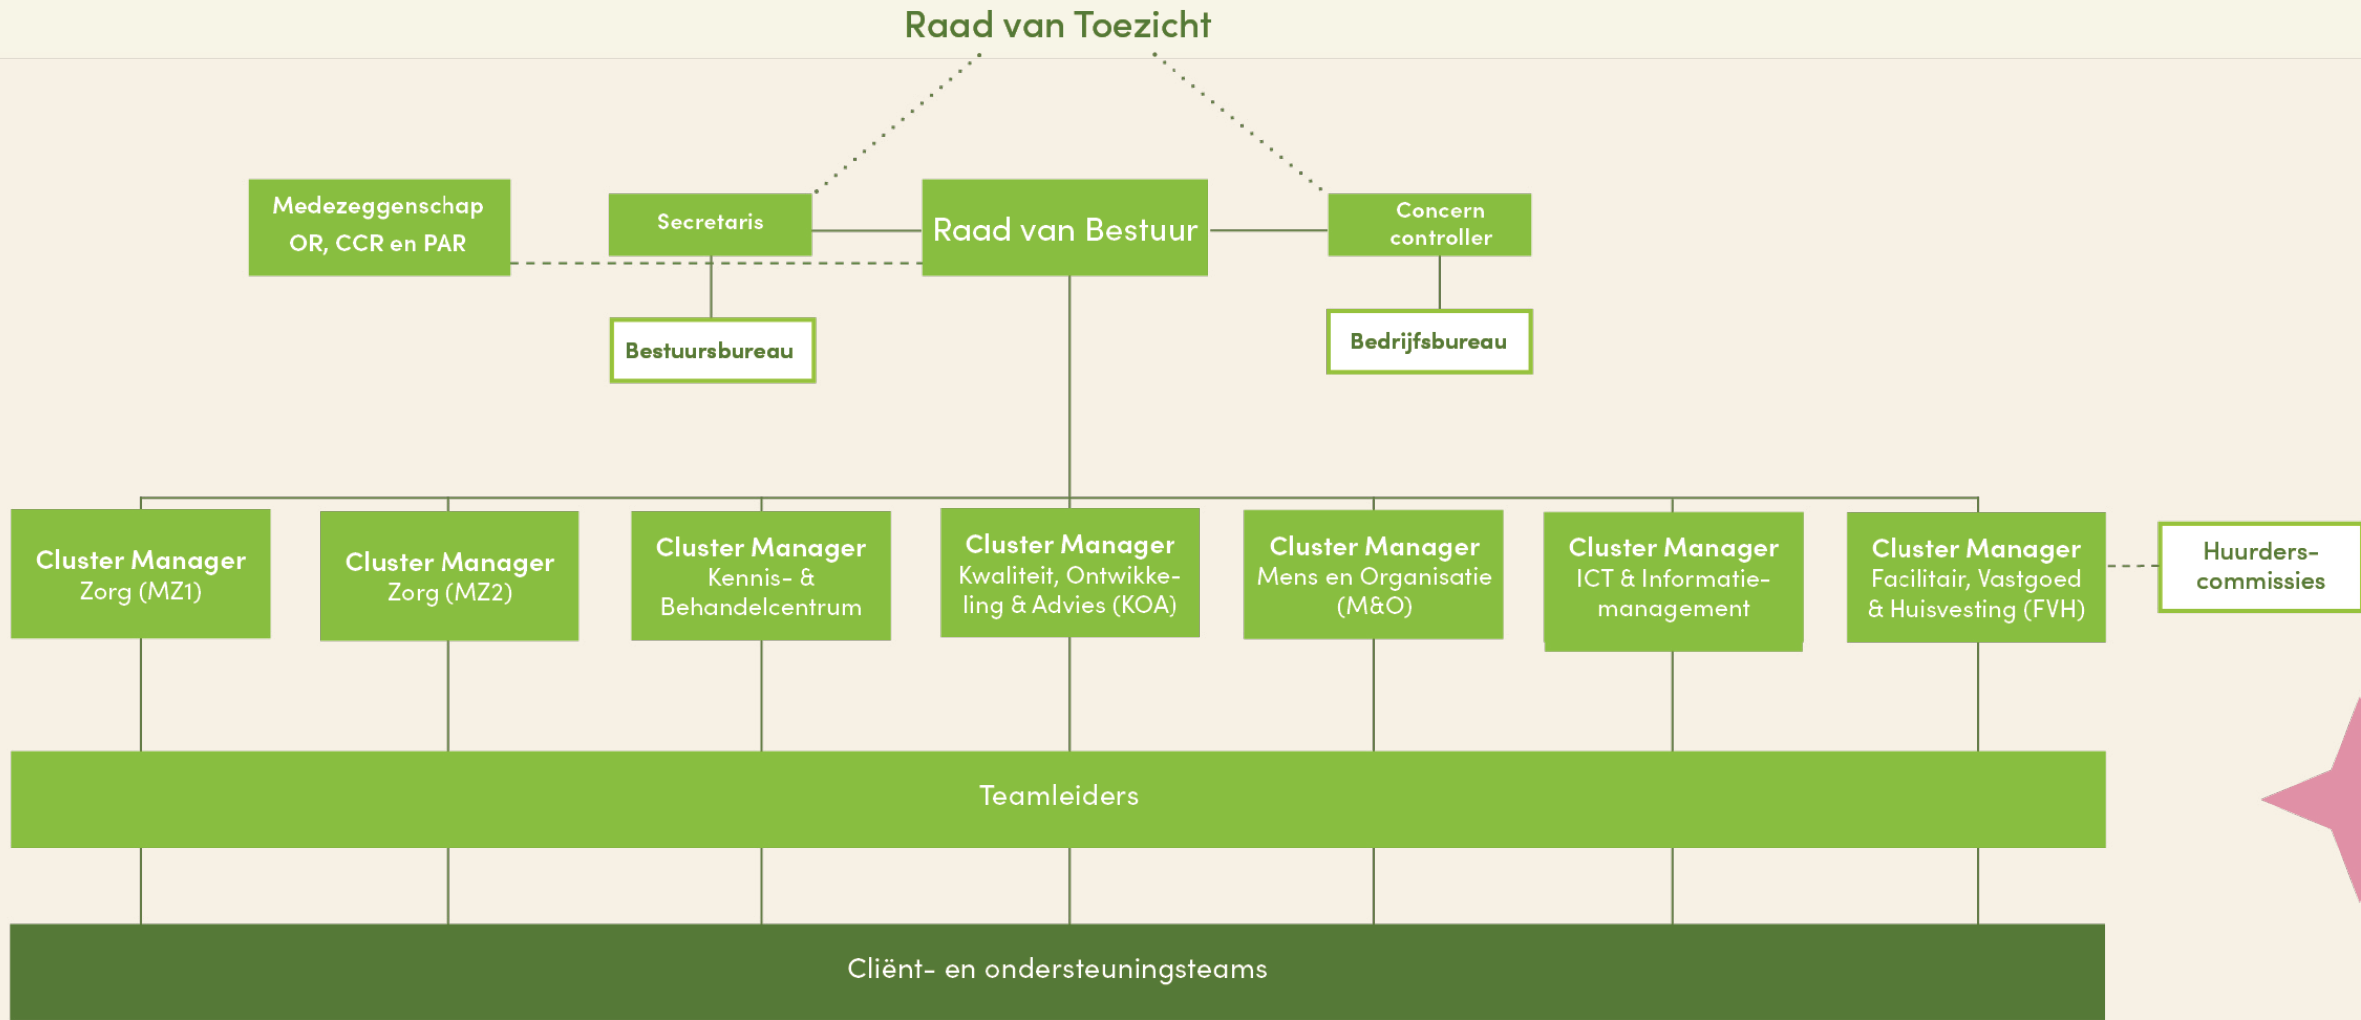 Raad van Toezicht
Medezeggenschap
OR, CCR en PAR
Secretaris
Raad van Bestuur
Concern
controller
Bestuursbureau
Bedrijfsbureau
Cluster Manager
Zorg (MZ1)
Cluster Manager
Zorg (MZ2)
Cluster Manager
Kennis- &
Behandelcentrum
Cluster Manager
Kwaliteit, Ontwikke-
ling & Advies (KOA)
Cluster Manager
Mens en Organisatie
(M&O)
Cluster Manager
ICT & Informatie-
management
Cluster Manager
Facilitair, Vastgoed
& Huisvesting (FVH)
Huurders-
commissies
Teamleiders
Cliënt- en ondersteuningsteams